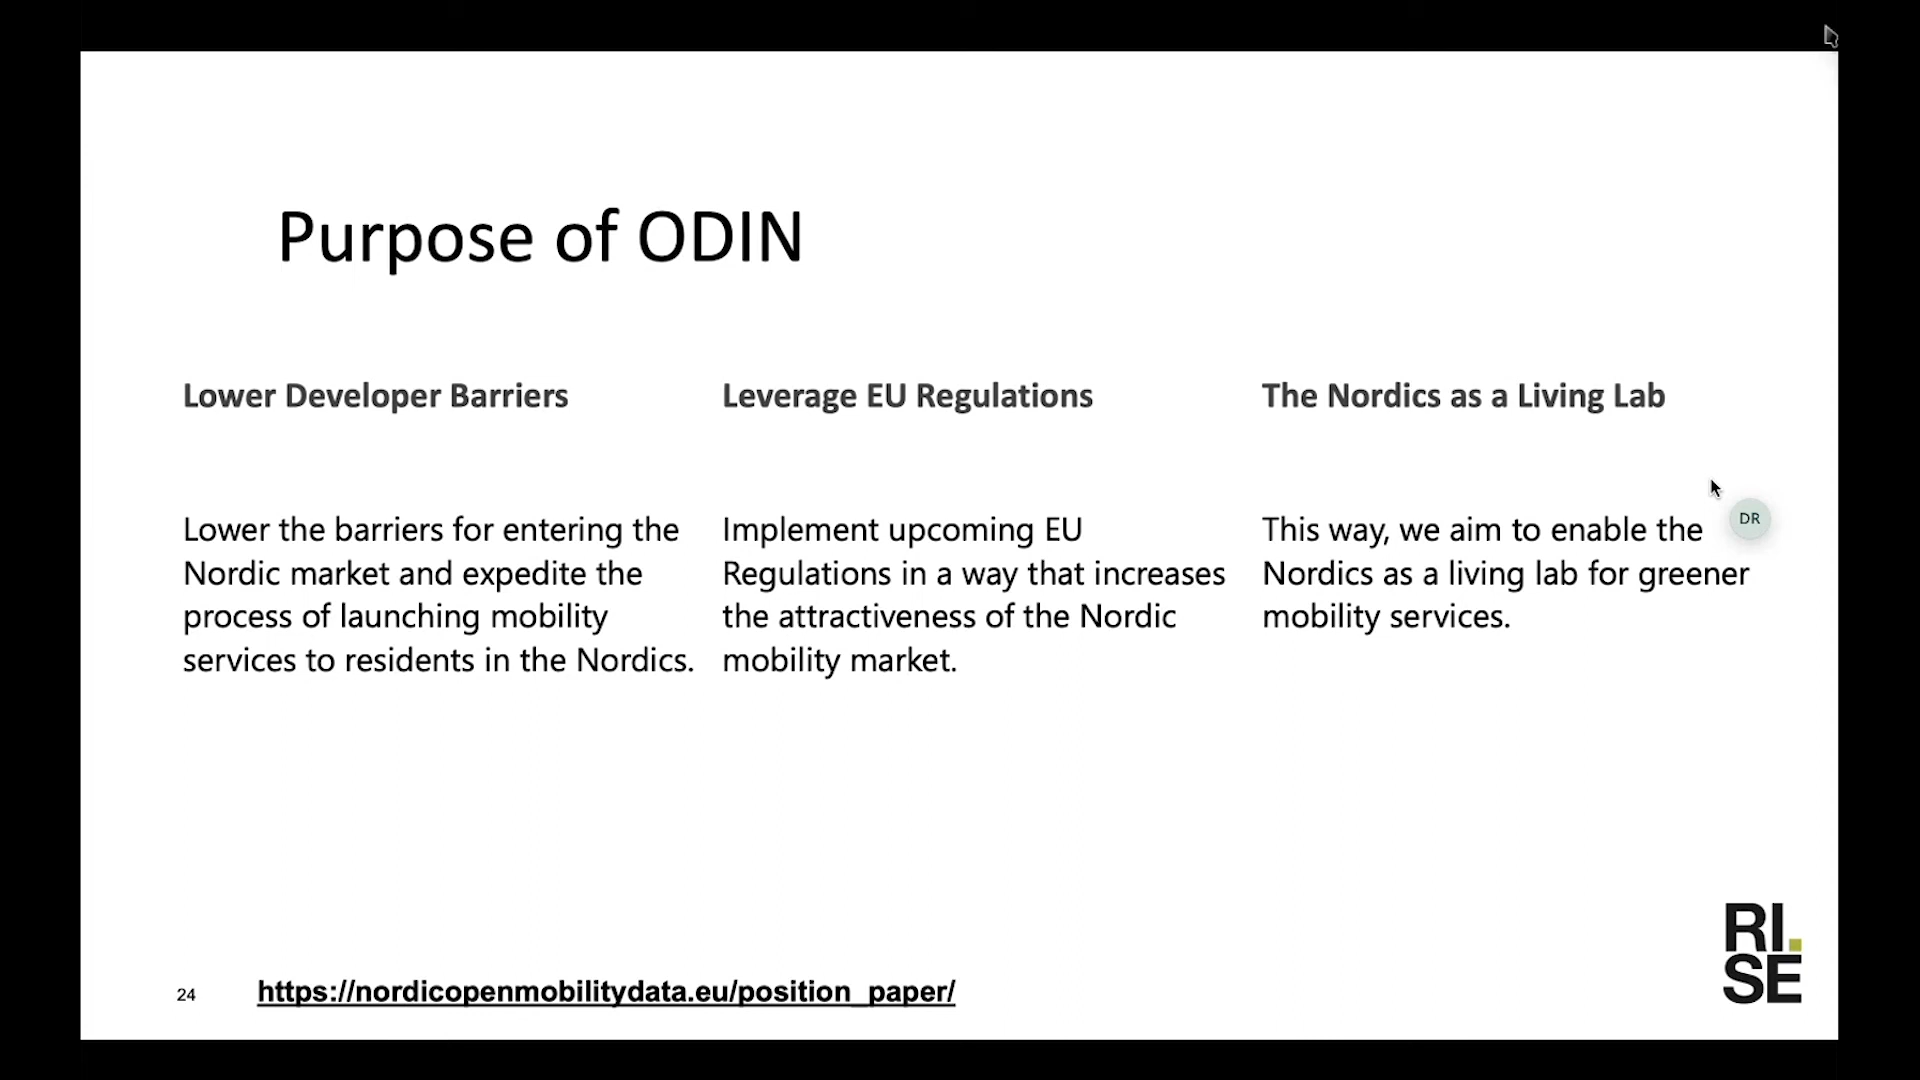 Purpose of ODIN
Lower Developer Barriers
Lower the barriers for entering the
Nordic market and expedite the
process of launching mobility
services to residents in the Nordics.
Leverage EU Regulations
Implement upcoming EU
Regulations in a way that increases
the attractiveness of the Nordic
mobility market.
The Nordics as a Living Lab
This way, we aim to enable the
Nordics as a living lab for greener
mobility services.
DR
24
https://nordicopenmobilitydata.eu/position_paper/
RI.
SE